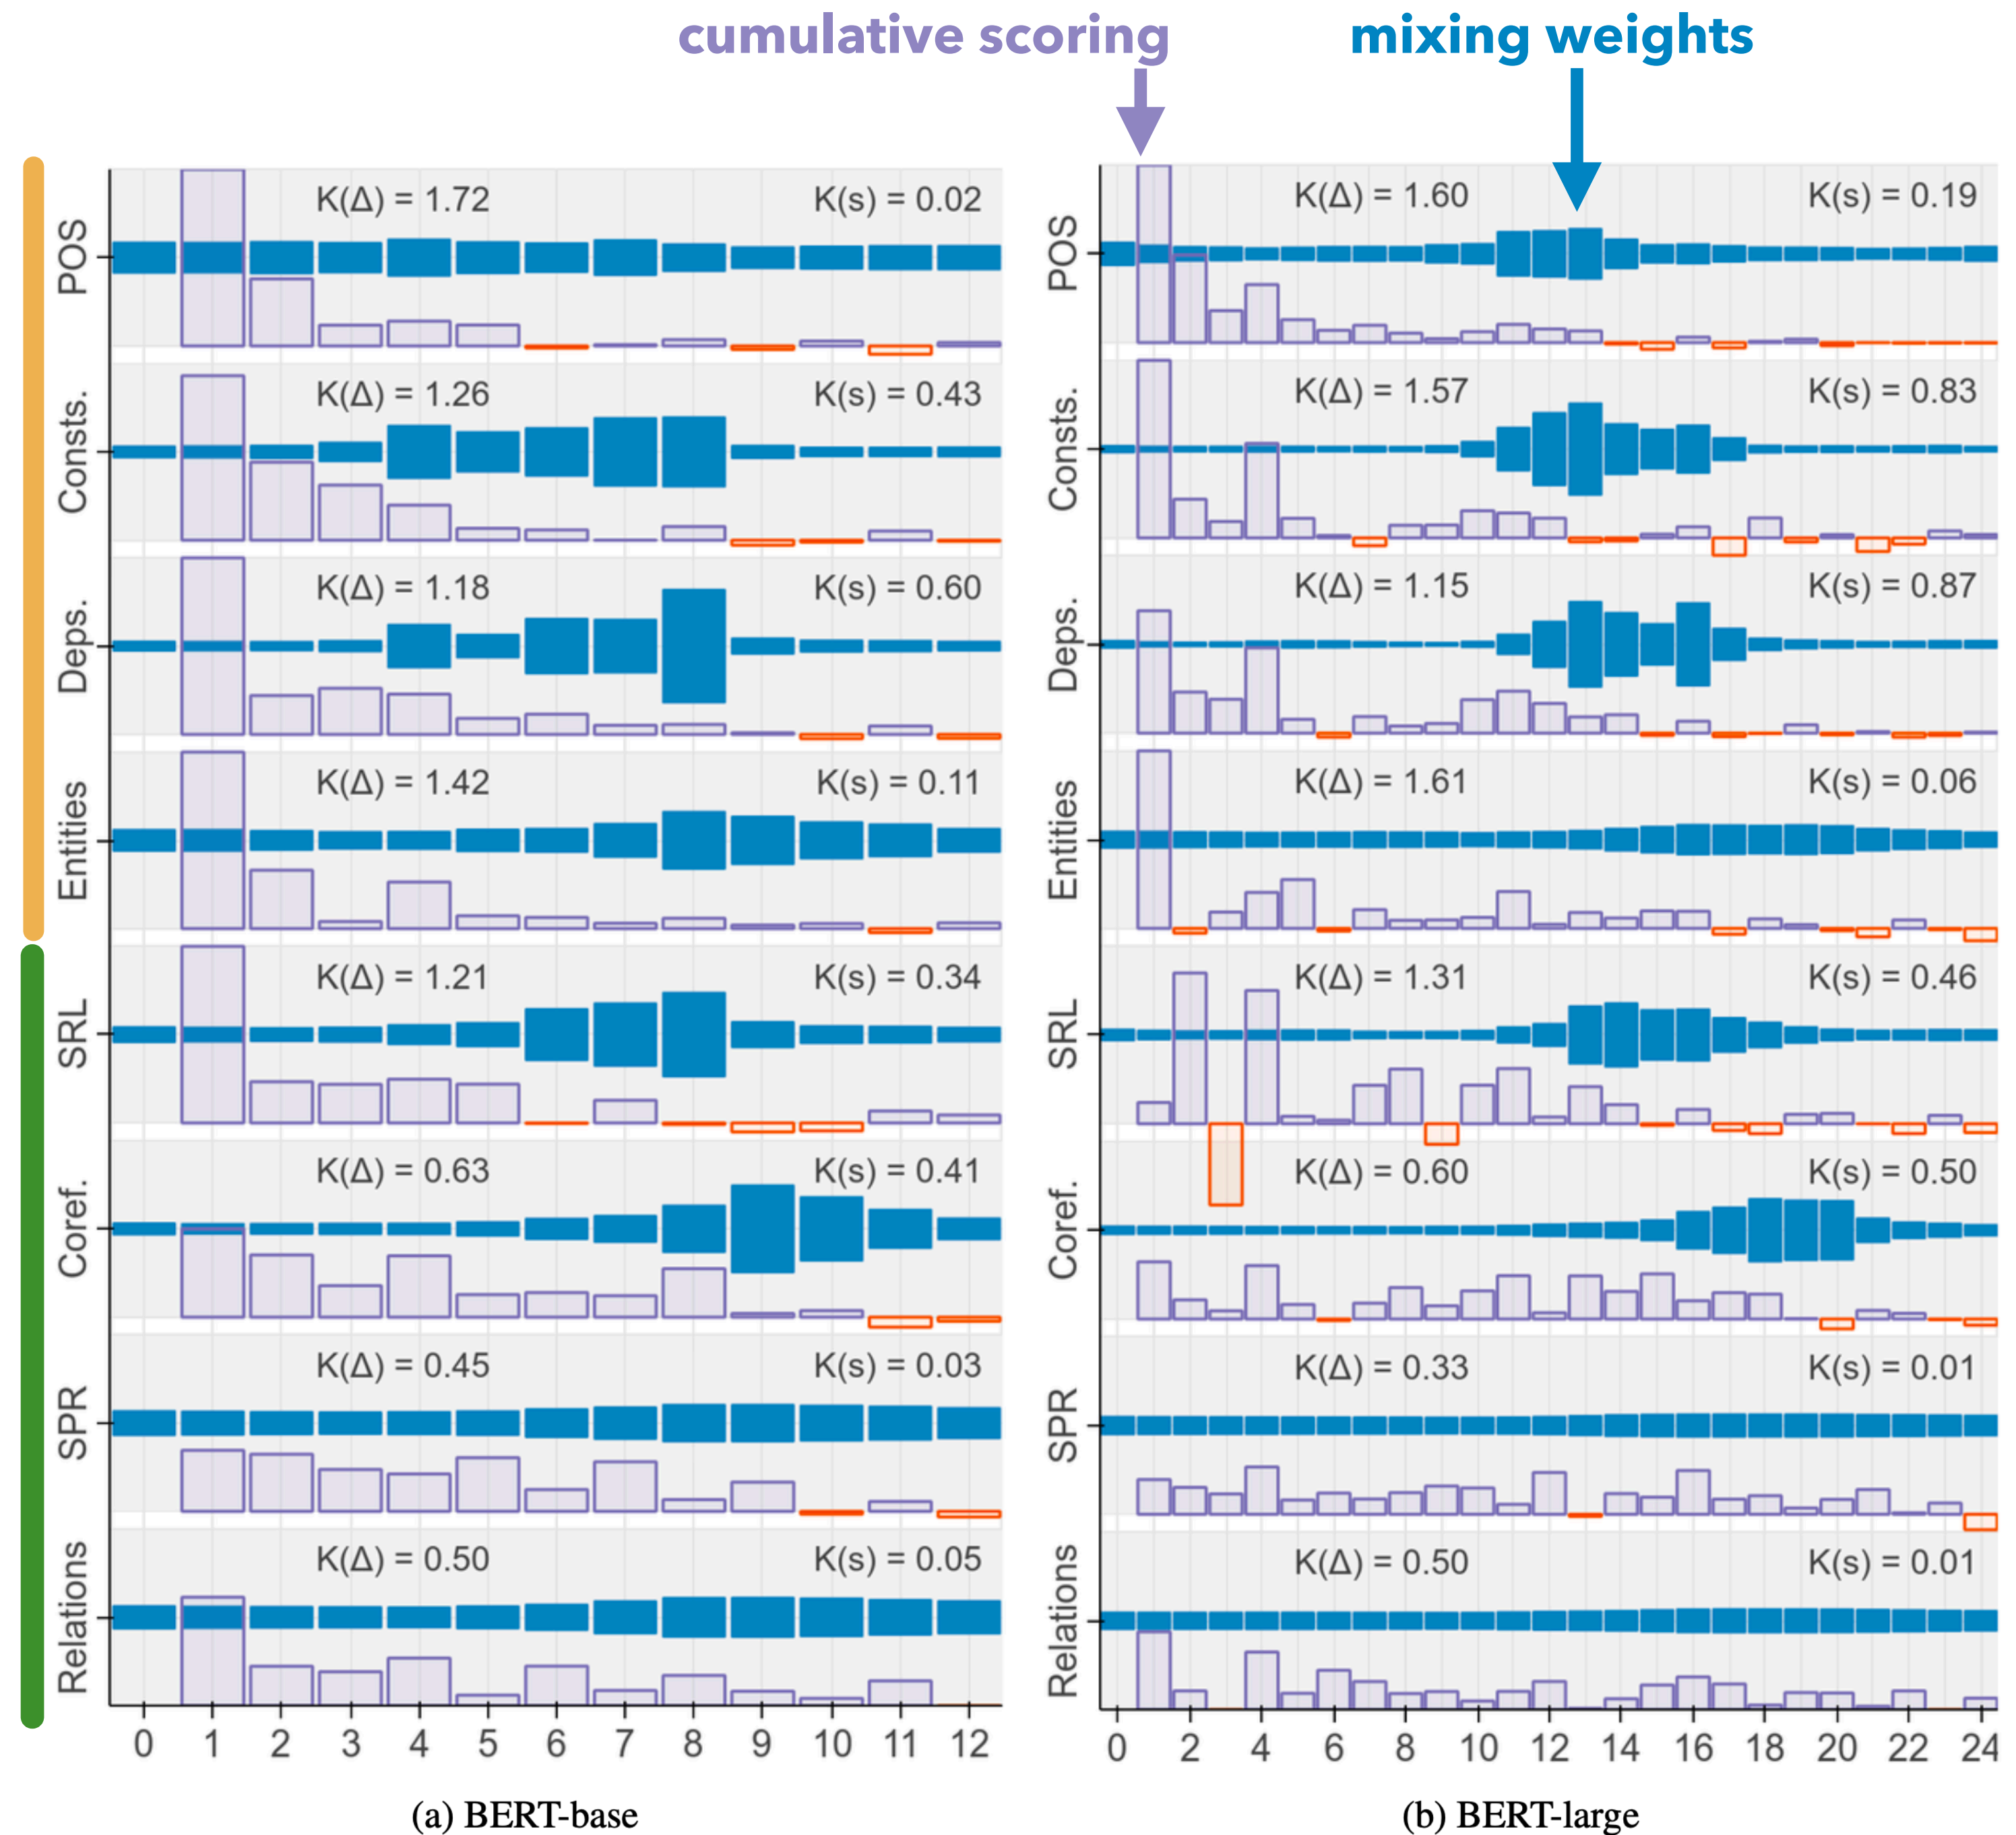 cumulative scoring
mixing weights
POS
K(Δ) = 1.72
K(s) = 0.02
Consts.
K(Δ) = 1.26
K(s) = 0.43
Deps.
K(Δ) = 1.18
K(s) = 0.60
Entities
K(Δ) = 1.42
K(s) = 0.11
SRL
K(Δ) = 1.21
K(s) = 0.34
Coref.
K(Δ) = 0.63
K(s) = 0.41
SPR
K(Δ) = 0.45
K(s) = 0.03
Relations
K(Δ) = 0.50
K(s) = 0.05
0 1 2 3 4 5 6 7 8 9 10 11 12
(a) BERT-base
POS
K(Δ) = 1.60
K(s) = 0.19
Consts.
K(Δ) = 1.57
K(s) = 0.83
Deps.
K(Δ) = 1.15
K(s) = 0.87
Entities
K(Δ) = 1.61
K(s) = 0.06
SRL
K(Δ) = 1.31
K(s) = 0.46
Coref.
K(Δ) = 0.60
K(s) = 0.50
SPR
K(Δ) = 0.33
K(s) = 0.01
Relations
K(Δ) = 0.50
K(s) = 0.01
0 2 4 6 8 10 12 14 16 18 20 22 24
(b) BERT-large